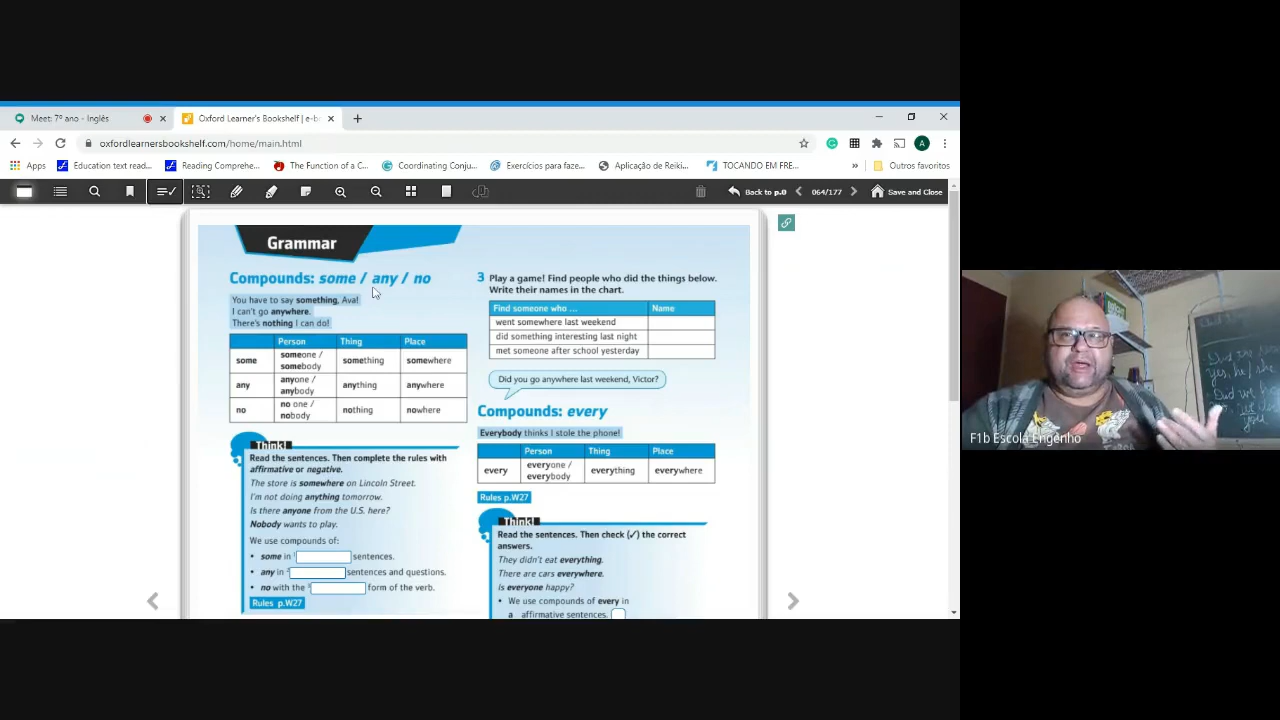 Meet: 7º ano - Inglês
Oxford Learner's Bookshelf | e-b
oxfordlearnersbookshelf.com/home/main.html
Apps Education text read... Reading Comprehe... The Function of a C... Coordinating Conju... Exercícios para faze... Aplicação de Reiki... TOCANDO EM FRE... » Outros favoritos
Back to p.0 064/177 Save and Close
Grammar
Compounds: some / any / no
You have to say something, Ava!
I can't go anywhere.
There's nothing I can do!
Person Thing Place
some someone / somebody something somewhere
any anyone / anybody anything anywhere
no no one / nobody nothing nowhere
Think!
Read the sentences. Then complete the rules with
affirmative or negative.
The store is somewhere on Lincoln Street.
I'm not doing anything tomorrow.
Is there anyone from the U.S. here?
Nobody wants to play.
We use compounds of:
• some in 1 sentences.
• any in 2 sentences and questions.
• no with the 3 form of the verb.
Rules p.W27
3 Play a game! Find people who did the things below.
Write their names in the chart.
Find someone who ... Name
went somewhere last weekend
did something interesting last night
met someone after school yesterday
Did you go anywhere last weekend, Victor?
Compounds: every
Everybody thinks I stole the phone!
Person Thing Place
every everyone / everybody everything everywhere
Rules p.W27
Think!
Read the sentences. Then check (✓) the correct
answers.
They didn't eat everything.
There are cars everywhere.
Is everyone happy?
• We use compounds of every in
a affirmative sentences.
F1b Escola Engenho
Did the
Yes, he / she
Did we